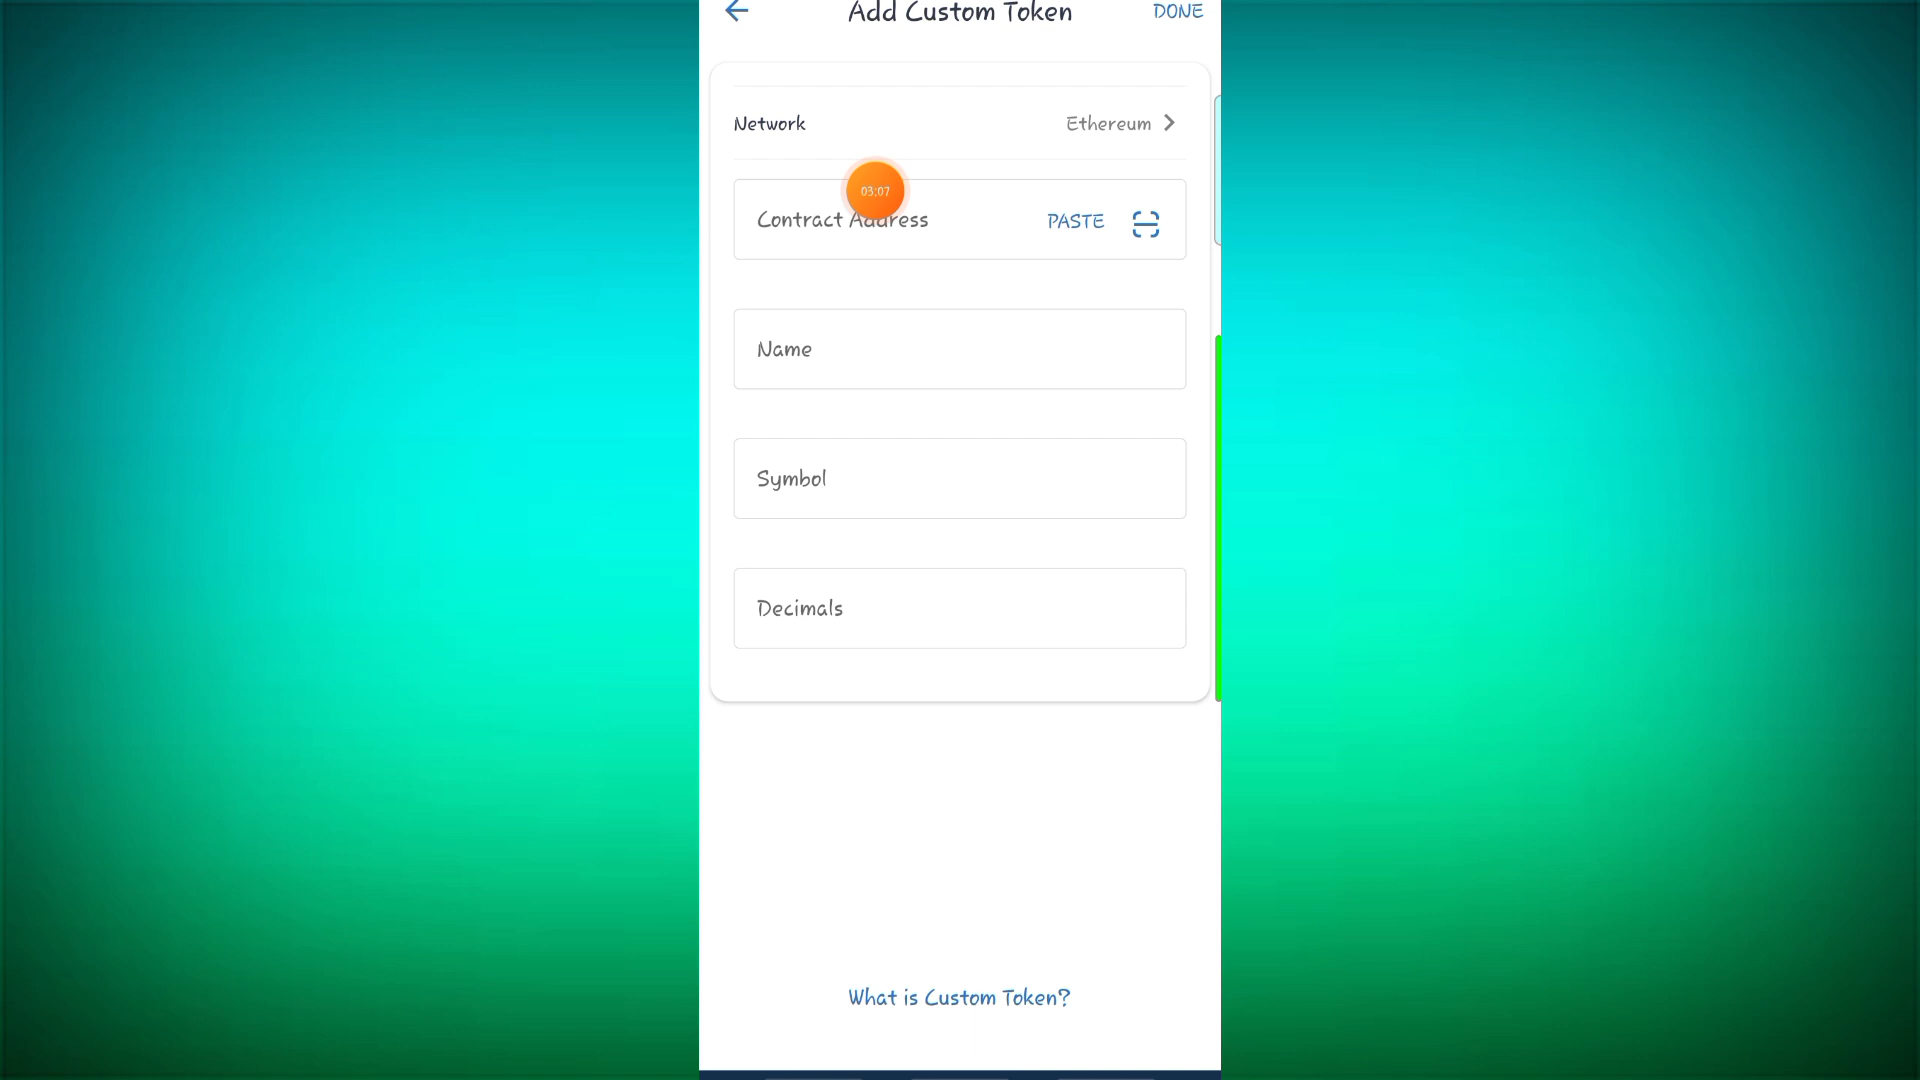 Add Custom Token
DONE
Network
Ethereum
03:07
Contract Address
PASTE
Name
Symbol
Decimals
What is Custom Token?